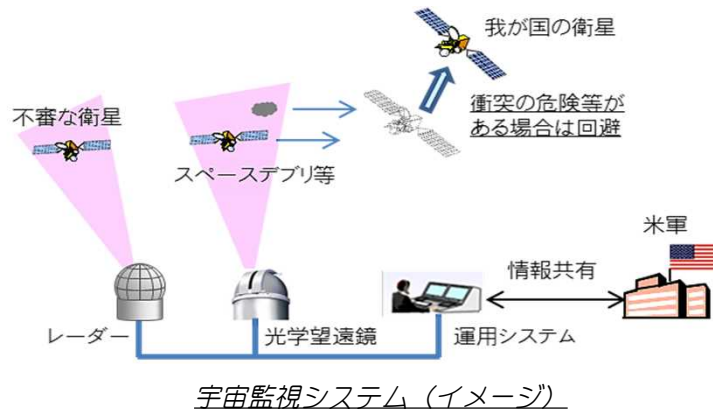 我が国の衛星
不審な衛星
衝突の危険等が
ある場合は回避
スペースデブリ等
米軍
情報共有
レーダー
光学望遠鏡
運用システム
宇宙監視システム（イメージ）